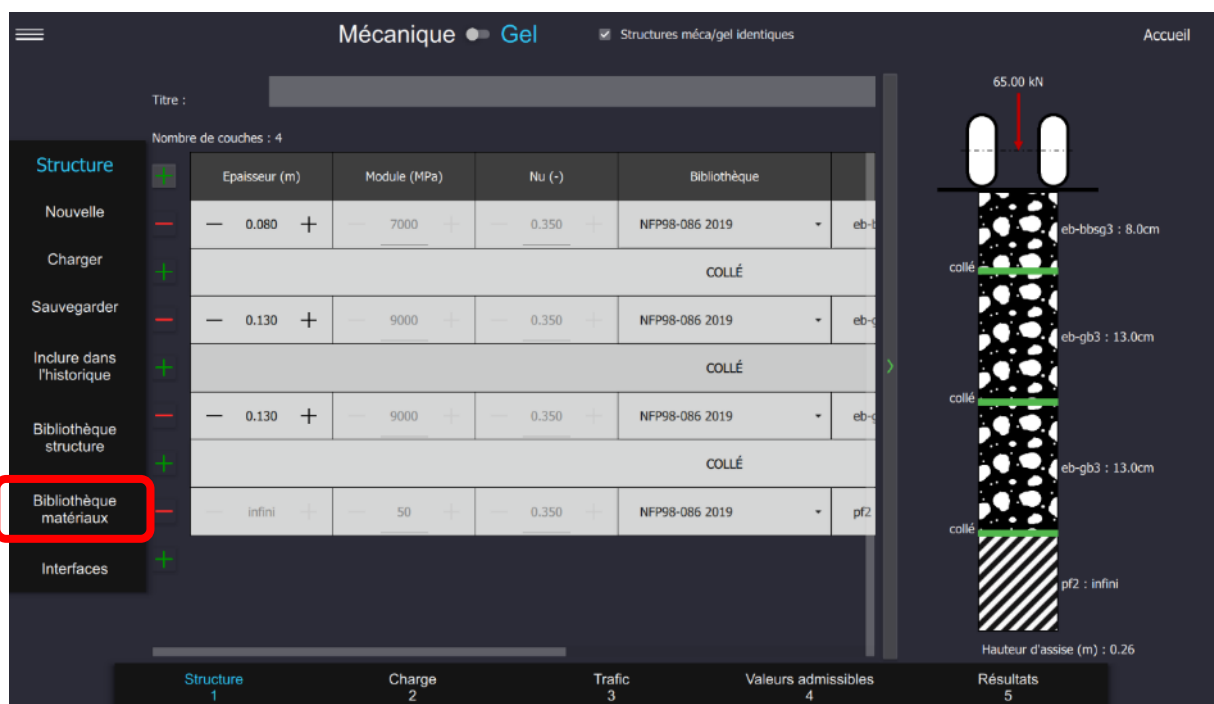 Mécanique Gel
Structures méca/gel identiques
Accueil
Titre :
Nombre de couches : 4
Structure
Nouvelle
Charger
Sauvegarder
Inclure dans
l'historique
Bibliothèque
structure
Bibliothèque
matériaux
Interfaces
Epaisseur (m) Module (MPa) Nu (-) Bibliothèque
0.080 7000 0.350 NFP98-086 2019
COLLÉ
0.130 9000 0.350 NFP98-086 2019
COLLÉ
0.130 9000 0.350 NFP98-086 2019
COLLÉ
infini 50 0.350 NFP98-086 2019 pf2
65.00 kN
eb-bbsg3 : 8.0cm
collé
eb-gb3 : 13.0cm
collé
eb-gb3 : 13.0cm
collé
pf2 : infini
Hauteur d'assise (m) : 0.26
Structure
1
Charge
2
Trafic
3
Valeurs admissibles
4
Résultats
5